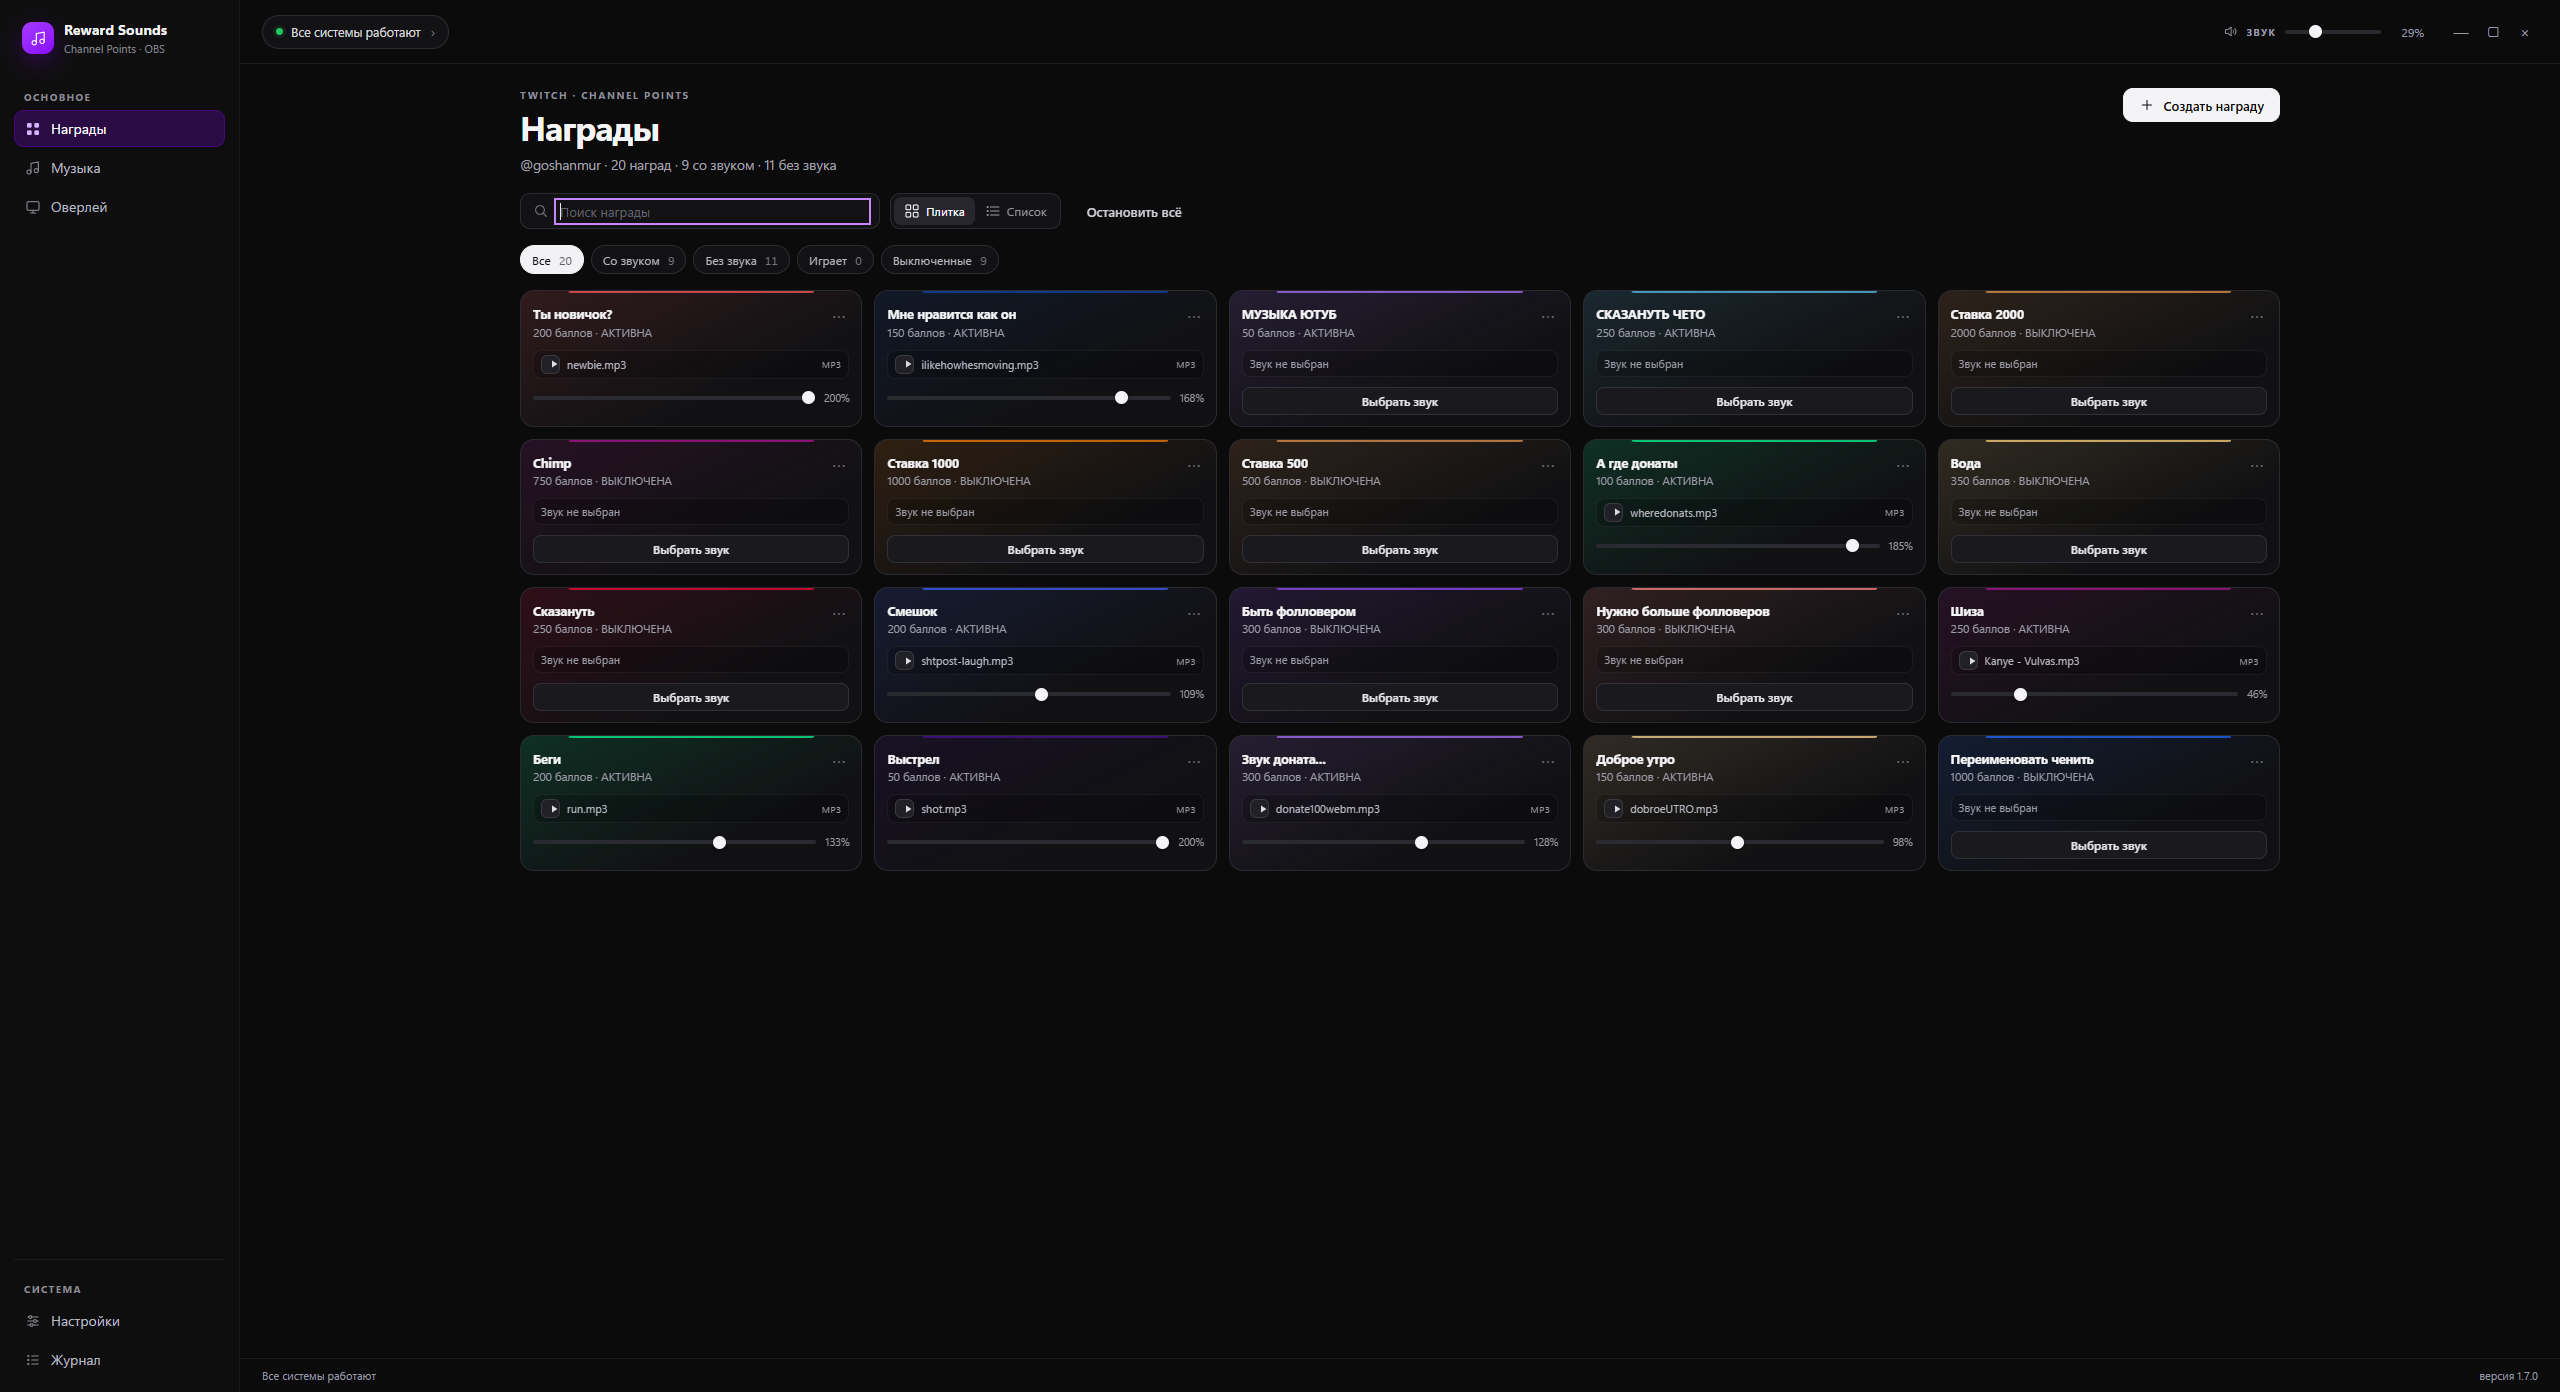 Reward Sounds
Channel Points · OBS
ОСНОВНОЕ
Награды
Музыка
Оверлей
СИСТЕМА
Настройки
Журнал
Все системы работают ›
ЗВУК 29%
TWITCH · CHANNEL POINTS
Награды
@goshanmur · 20 наград · 9 со звуком · 11 без звука
Создать награду
Поиск награды
Плитка Список Остановить всё
Все 20 Со звуком 9 Без звука 11 Играет 0 Выключенные 9
Ты новичок?
200 баллов · АКТИВНА
newbie.mp3 MP3
200%
Мне нравится как он
150 баллов · АКТИВНА
ilikehowhesmoving.mp3 MP3
168%
МУЗЫКА ЮТУБ
50 баллов · АКТИВНА
Звук не выбран
Выбрать звук
СКАЗАНУТЬ ЧЕТО
250 баллов · АКТИВНА
Звук не выбран
Выбрать звук
Ставка 2000
2000 баллов · ВЫКЛЮЧЕНА
Звук не выбран
Выбрать звук
Chimp
750 баллов · ВЫКЛЮЧЕНА
Звук не выбран
Выбрать звук
Ставка 1000
1000 баллов · ВЫКЛЮЧЕНА
Звук не выбран
Выбрать звук
Ставка 500
500 баллов · ВЫКЛЮЧЕНА
Звук не выбран
Выбрать звук
А где донаты
100 баллов · АКТИВНА
wheredonats.mp3 MP3
185%
Вода
350 баллов · ВЫКЛЮЧЕНА
Звук не выбран
Выбрать звук
Сказануть
250 баллов · ВЫКЛЮЧЕНА
Звук не выбран
Выбрать звук
Смешок
200 баллов · АКТИВНА
shtpost-laugh.mp3 MP3
109%
Быть фолловером
300 баллов · ВЫКЛЮЧЕНА
Звук не выбран
Выбрать звук
Нужно больше фолловеров
300 баллов · ВЫКЛЮЧЕНА
Звук не выбран
Выбрать звук
Шиза
250 баллов · АКТИВНА
Kanye - Vulvas.mp3 MP3
46%
Беги
200 баллов · АКТИВНА
run.mp3 MP3
133%
Выстрел
50 баллов · АКТИВНА
shot.mp3 MP3
200%
Звук доната...
300 баллов · АКТИВНА
donate100webm.mp3 MP3
128%
Доброе утро
150 баллов · АКТИВНА
dobroeUTRO.mp3 MP3
98%
Переименовать ченить
1000 баллов · ВЫКЛЮЧЕНА
Звук не выбран
Выбрать звук
Все системы работают
версия 1.7.0